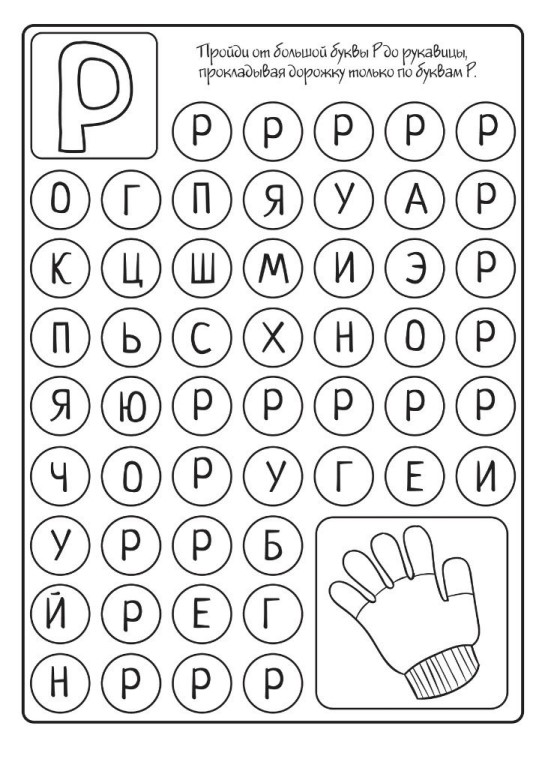 Р
Пройди от большой буквы Р до рукавицы,
прокладывая дорожку только по буквам Р.
Р Р Р Р Р
О Г П Я У А Р
К Ц Ш М И Э Р
П Ь С Х Н О Р
Я Ю Р Р Р Р Р
Ч О Р У Г Е И
У Р Р Б
Й Р Е Г
Н Р Р Р